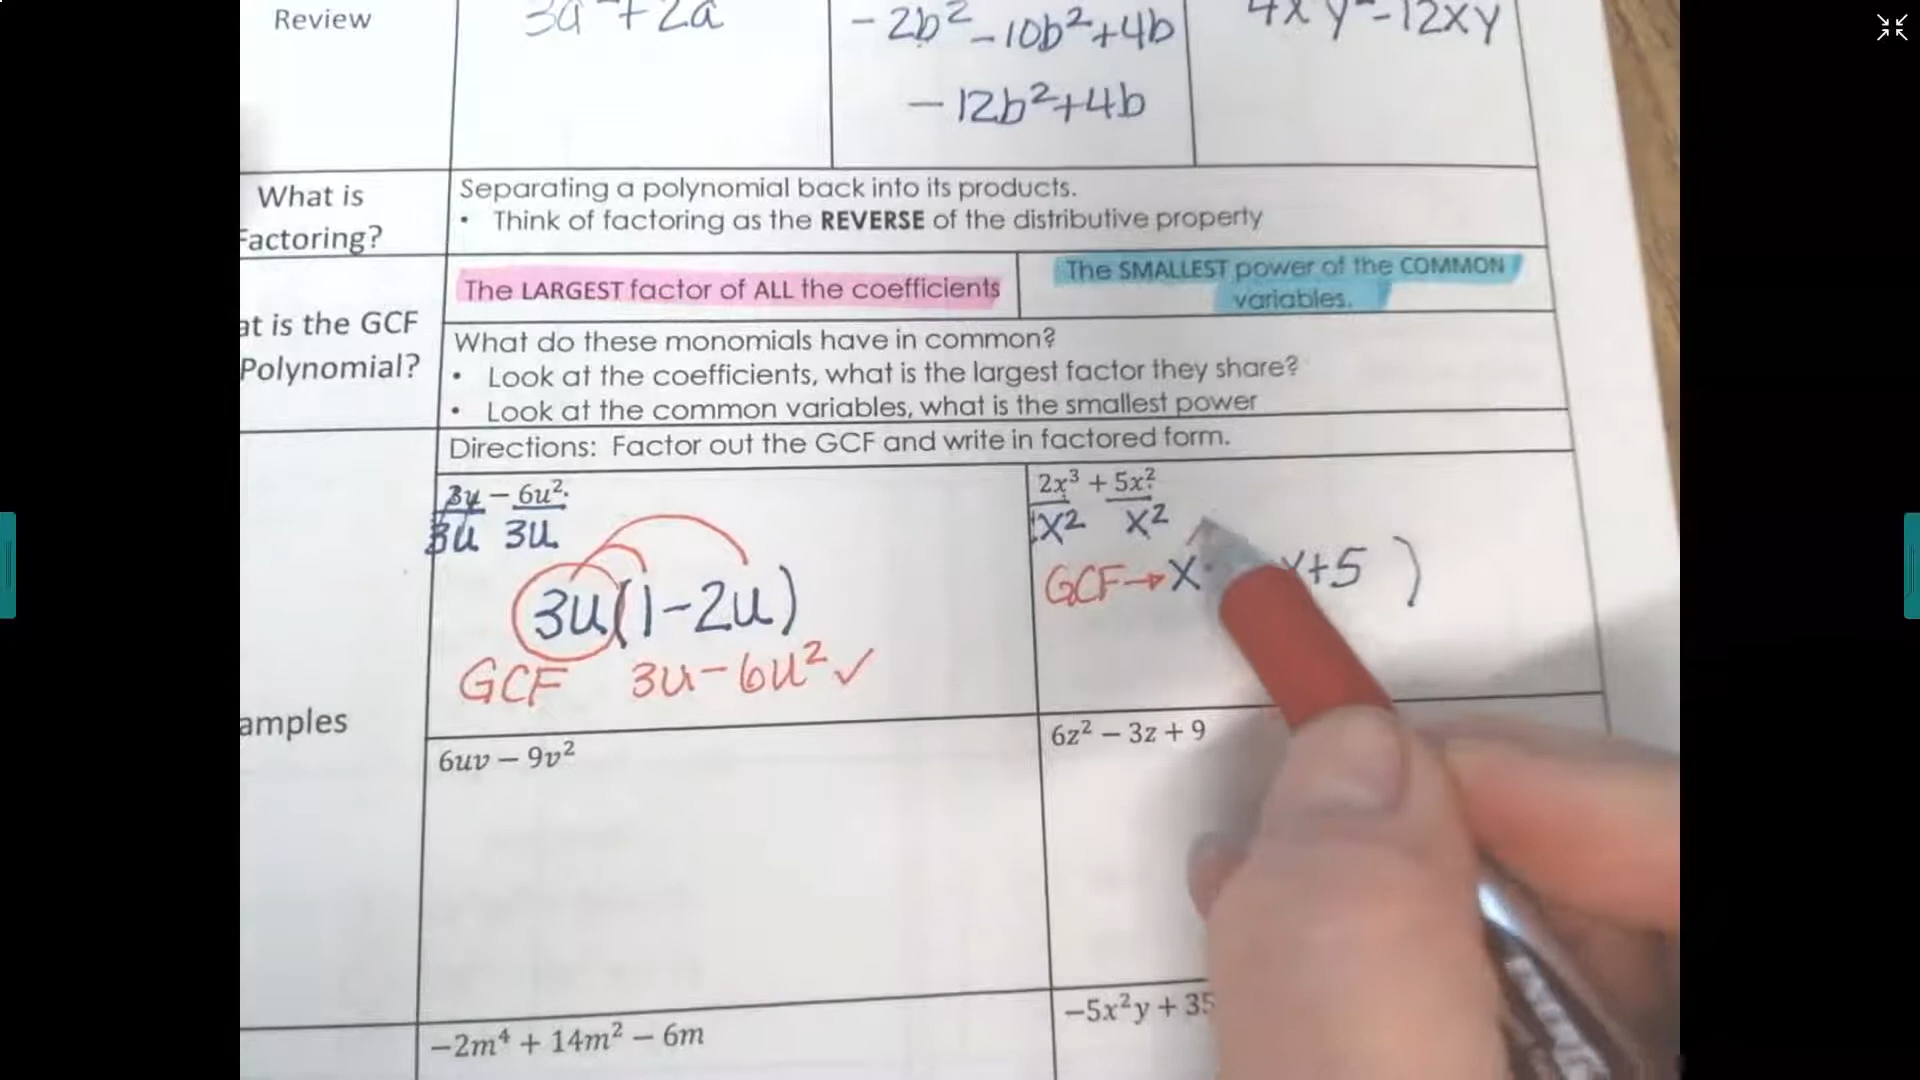 Review
3a + 2a
-2b² - 10b² + 4b
4x y - 12xy
-12b² + 4b
What is
Factoring?
Separating a polynomial back into its products.
• Think of factoring as the REVERSE of the distributive property
The LARGEST factor of ALL the coefficients
The SMALLEST power of the COMMON
variables.
at is the GCF
Polynomial?
What do these monomials have in common?
• Look at the coefficients, what is the largest factor they share?
• Look at the common variables, what is the smallest power
Directions: Factor out the GCF and write in factored form.
3u - 6u²
3u 3u
3u(1-2u)
GCF 3u - 6u² ✓
2x³ + 5x²
x² x²
GCF → x x+5 )
amples
6uv - 9v²
6z² - 3z + 9
-2m⁴ + 14m² - 6m
-5x²y + 35